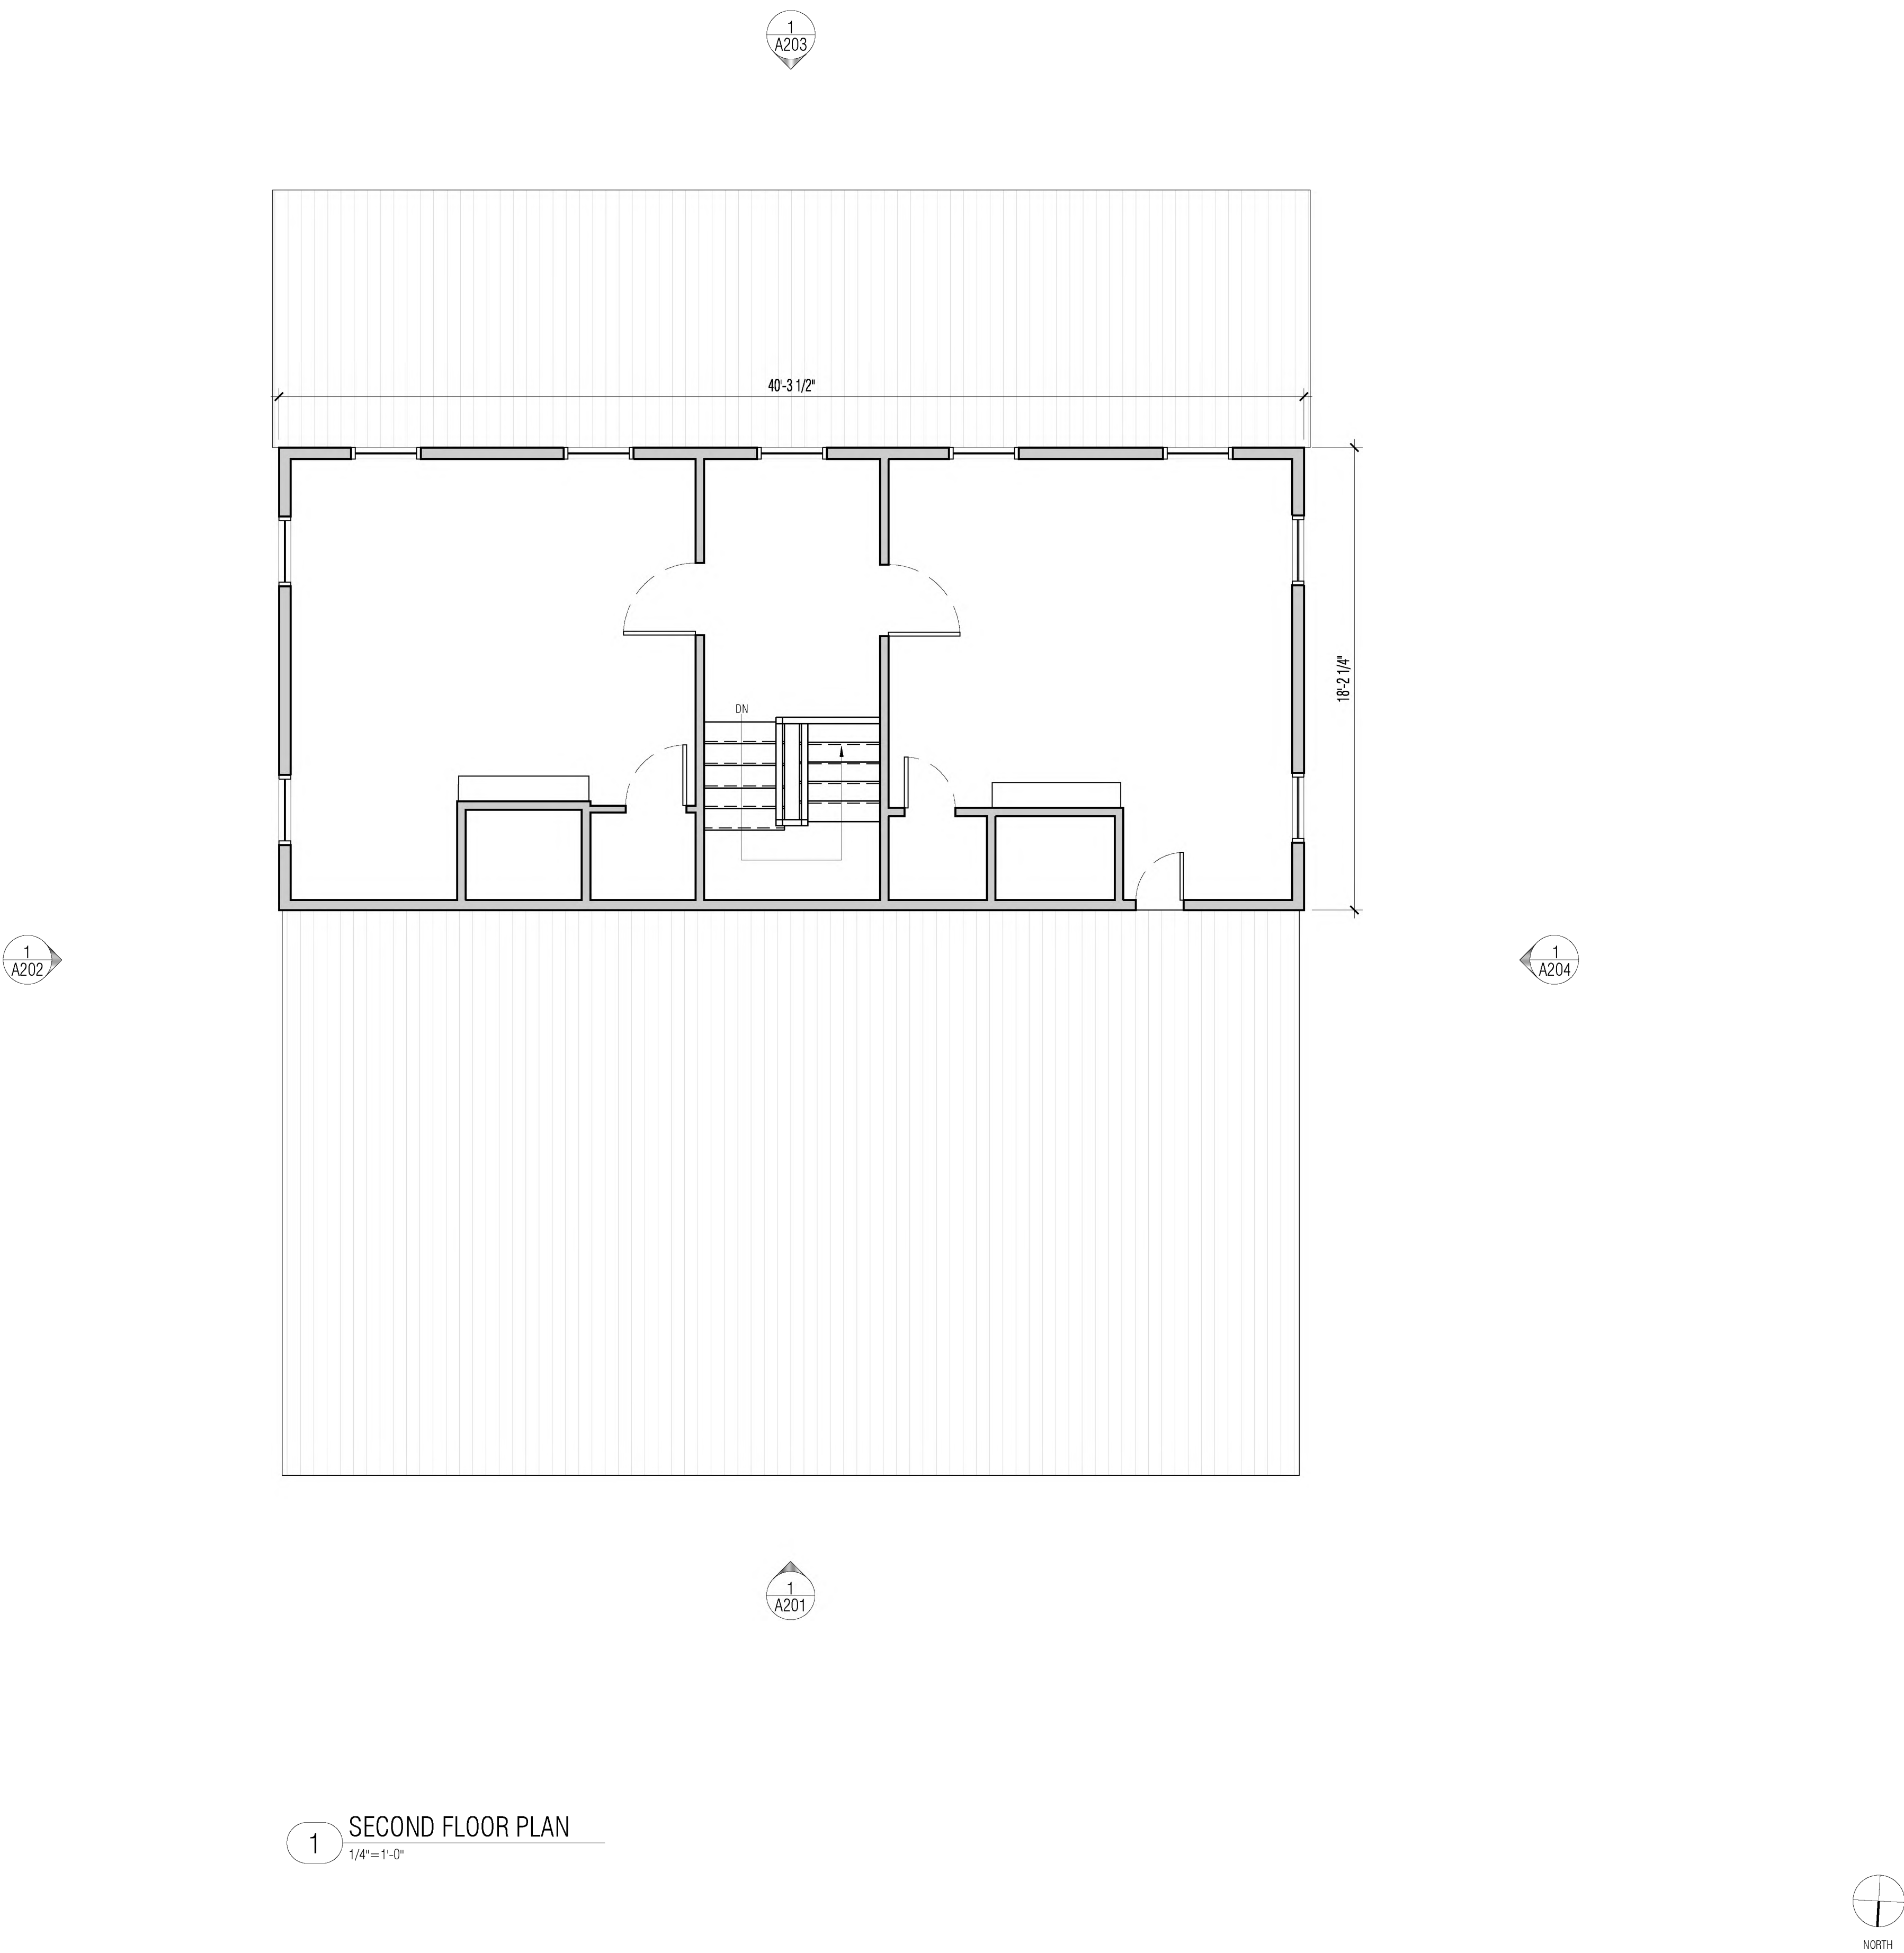 1
A203
40'-3 1/2"
18'-2 1/4"
DN
1
A202
1
A204
1
A201
1
SECOND FLOOR PLAN
1/4"=1'-0"
NORTH